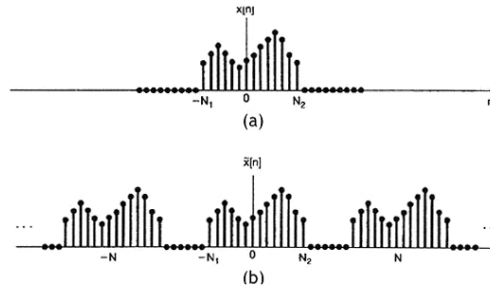 x[n]
-N₁ 0 N₂
(a)
x̃[n]
... ...
-N -N₁ 0 N₂ N
(b)